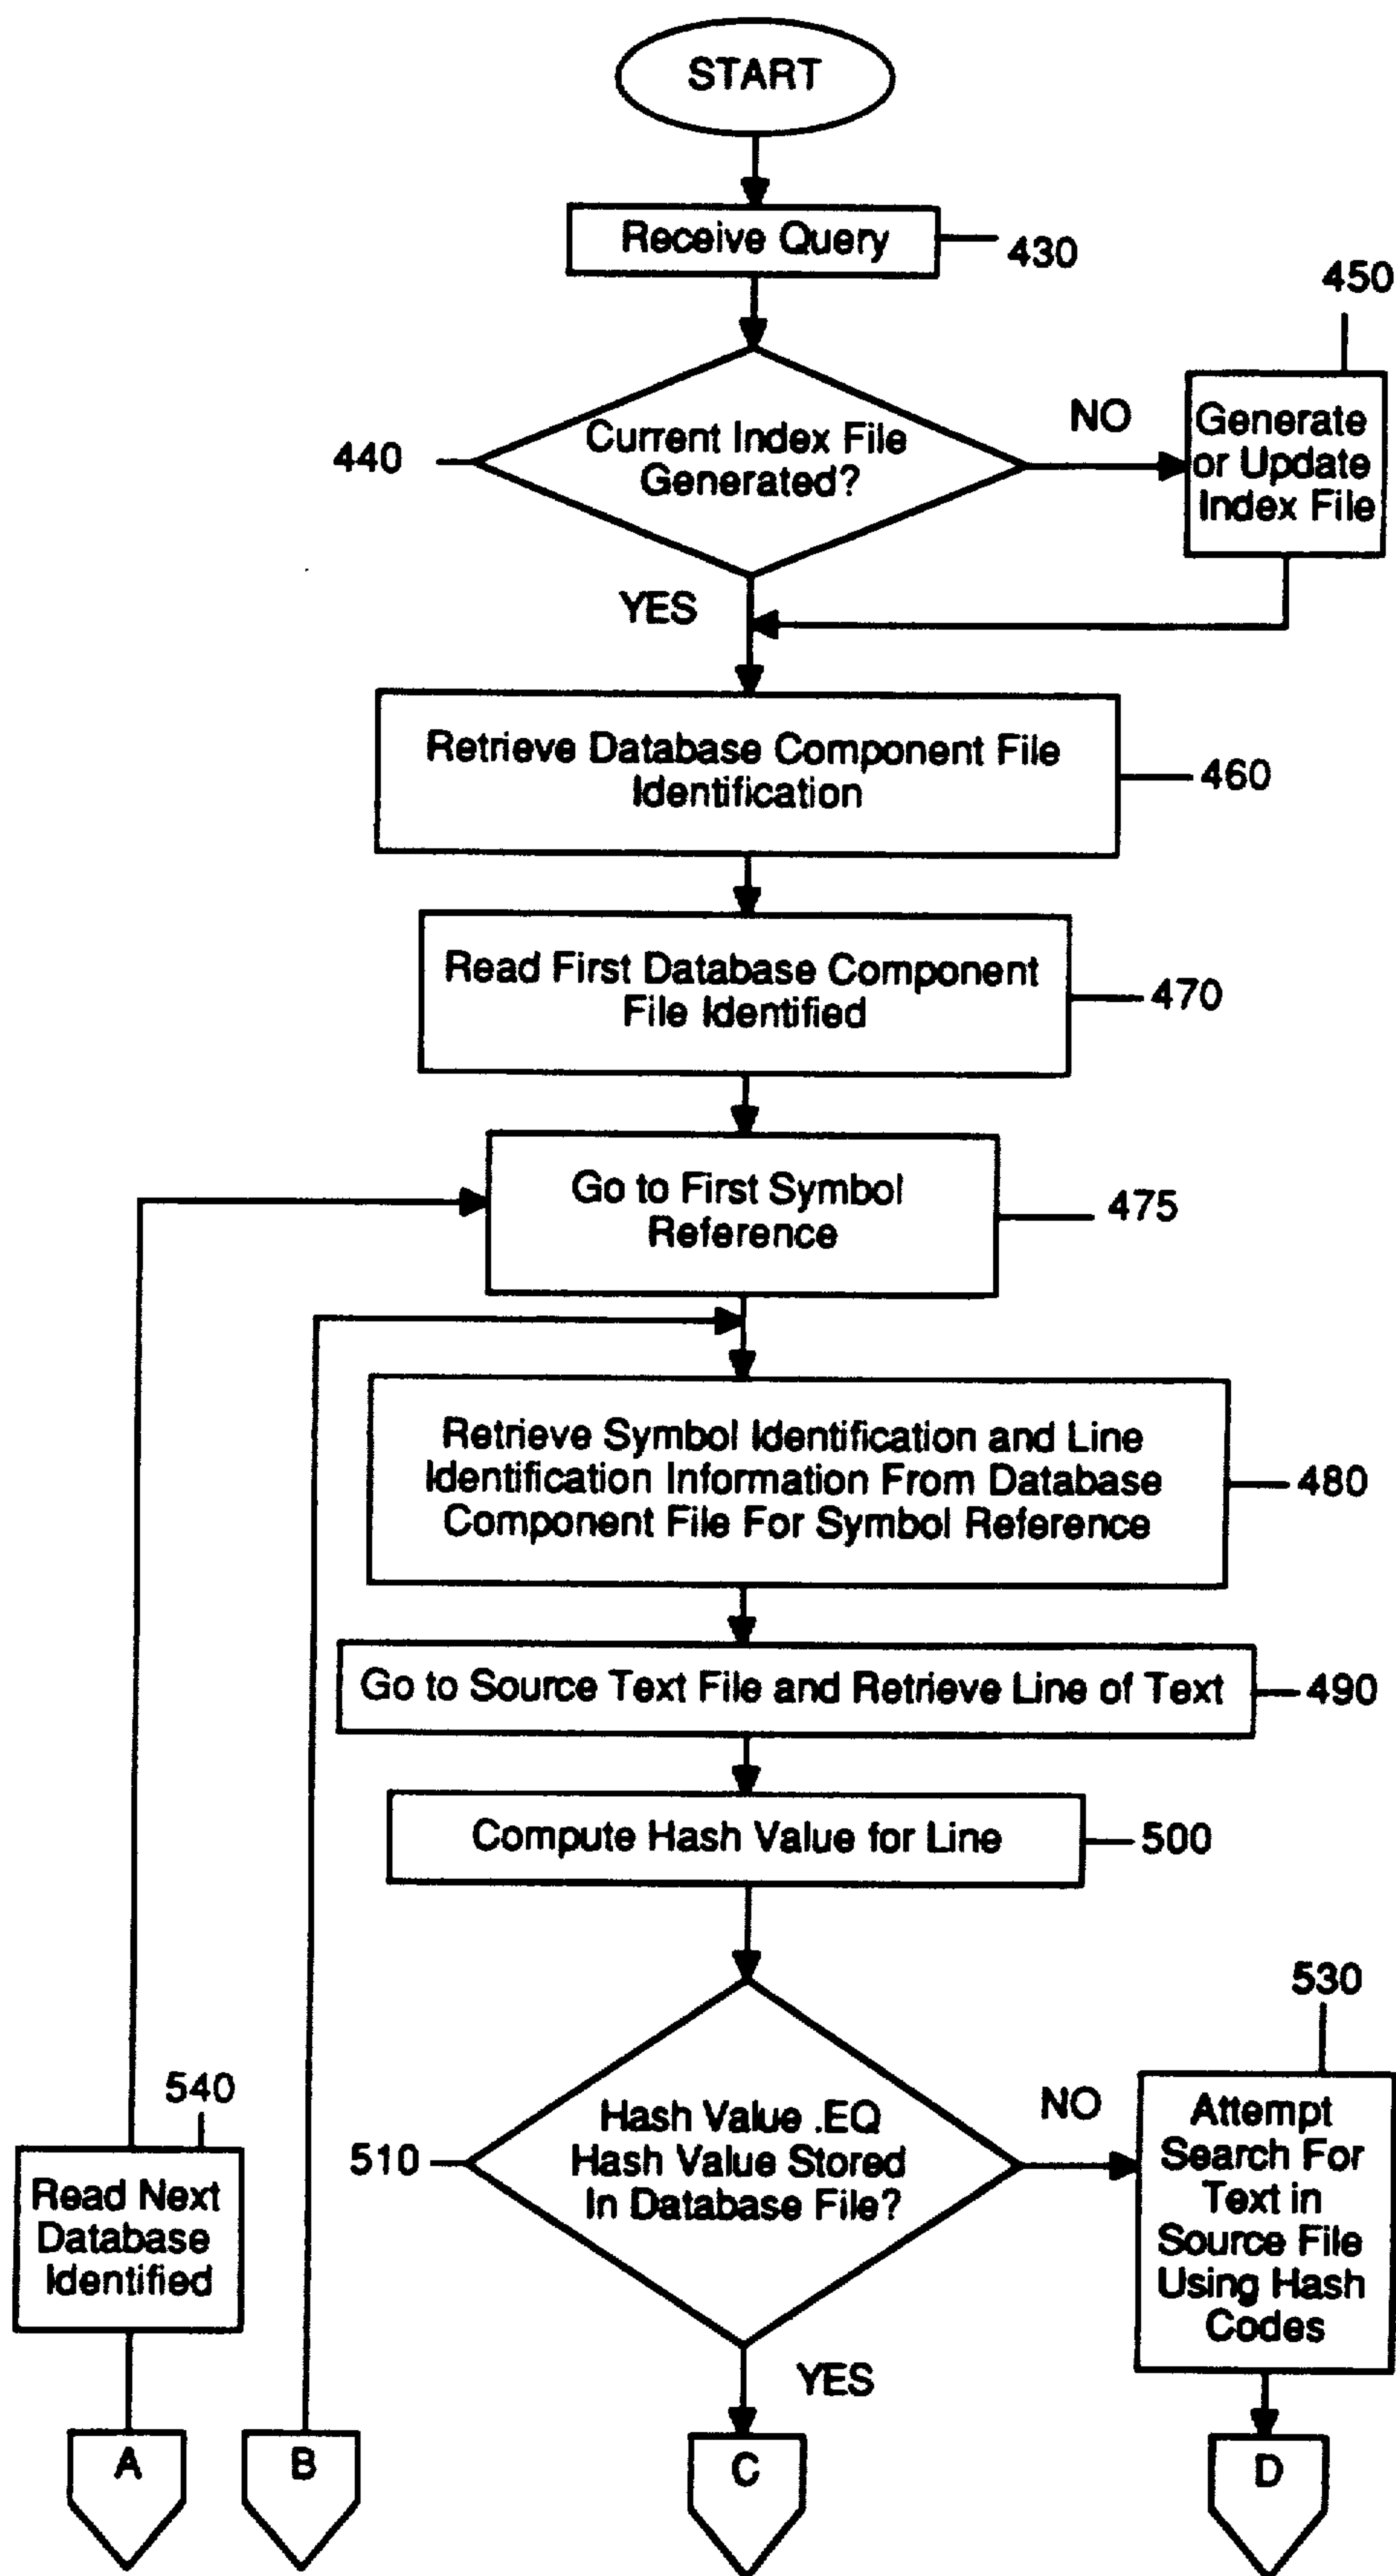 START
Receive Query
430
450
440
Current Index File
Generated?
NO
Generate
or Update
Index File
YES
Retrieve Database Component File
Identification
460
Read First Database Component
File Identified
470
Go to First Symbol
Reference
475
Retrieve Symbol Identification and Line
Identification Information From Database
Component File For Symbol Reference
480
Go to Source Text File and Retrieve Line of Text
490
Compute Hash Value for Line
500
530
540
Read Next
Database
Identified
510
Hash Value .EQ
Hash Value Stored
In Database File?
NO
Attempt
Search For
Text in
Source File
Using Hash
Codes
YES
A
B
C
D